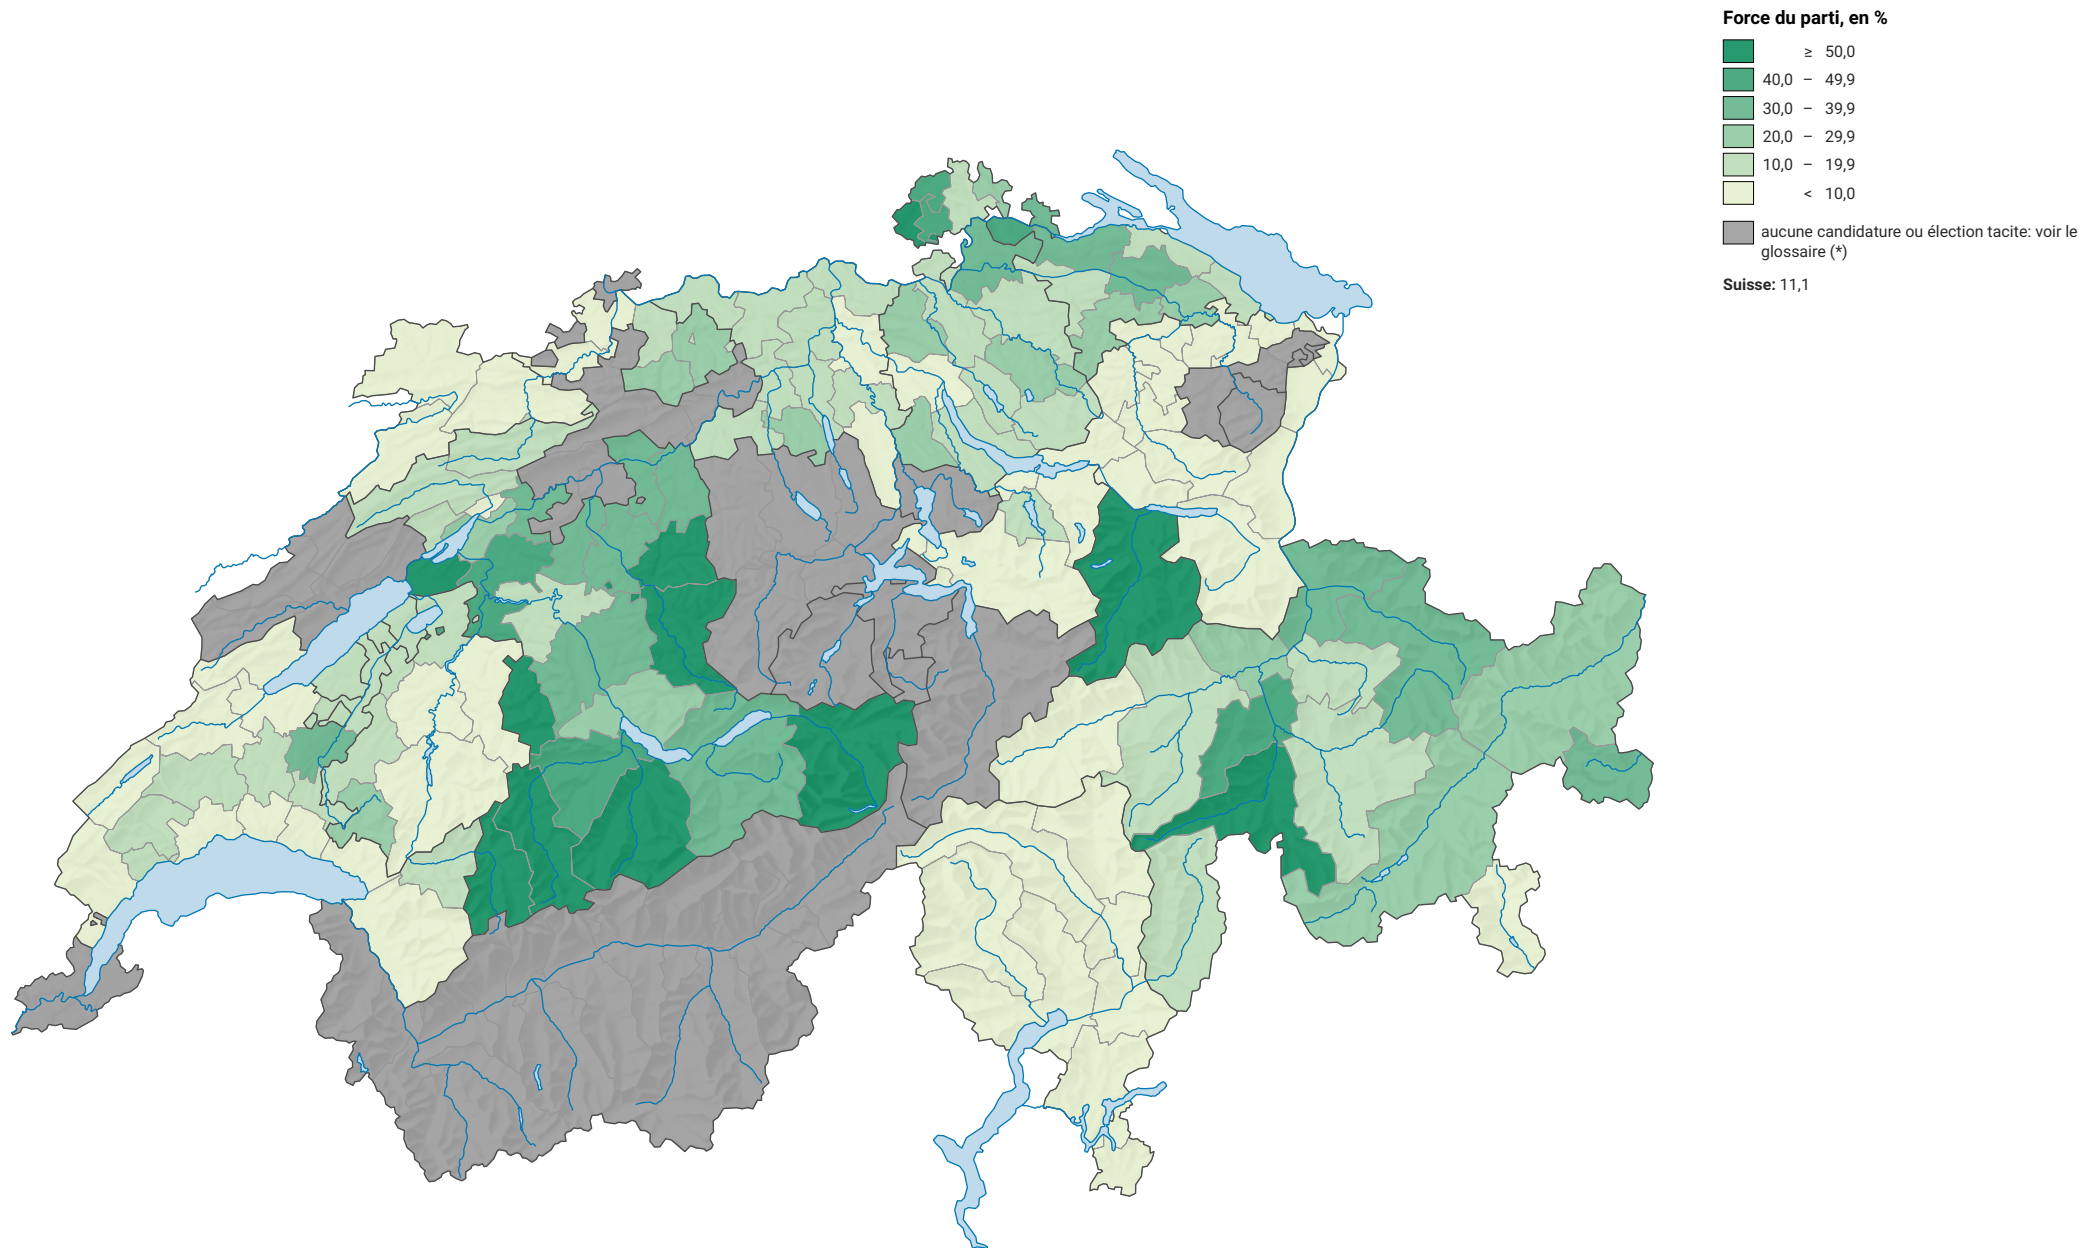 Force du parti, en %
≥ 50,0
40,0 – 49,9
30,0 – 39,9
20,0 – 29,9
10,0 – 19,9
< 10,0
aucune candidature ou élection tacite: voir le
glossaire (*)
Suisse: 11,1